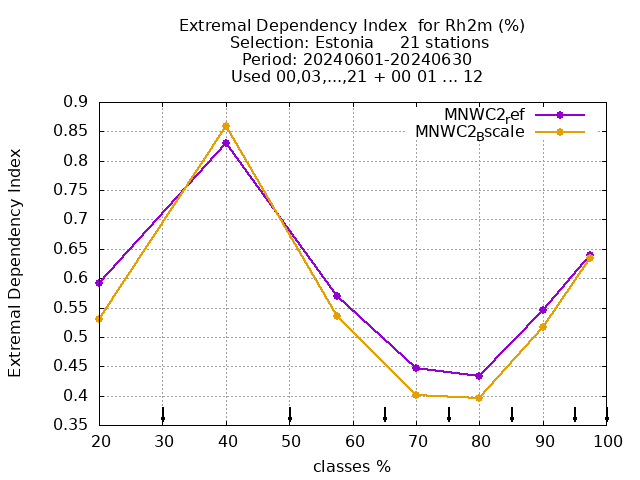 Extremal Dependency Index for Rh2m (%)
Selection: Estonia 21 stations
Period: 20240601-20240630
Used 00,03,...,21 + 00 01 ... 12
MNWC2ref
MNWC2Bscale
Extremal Dependency Index
0.9
0.85
0.8
0.75
0.7
0.65
0.6
0.55
0.5
0.45
0.4
0.35
20 30 40 50 60 70 80 90 100
classes %